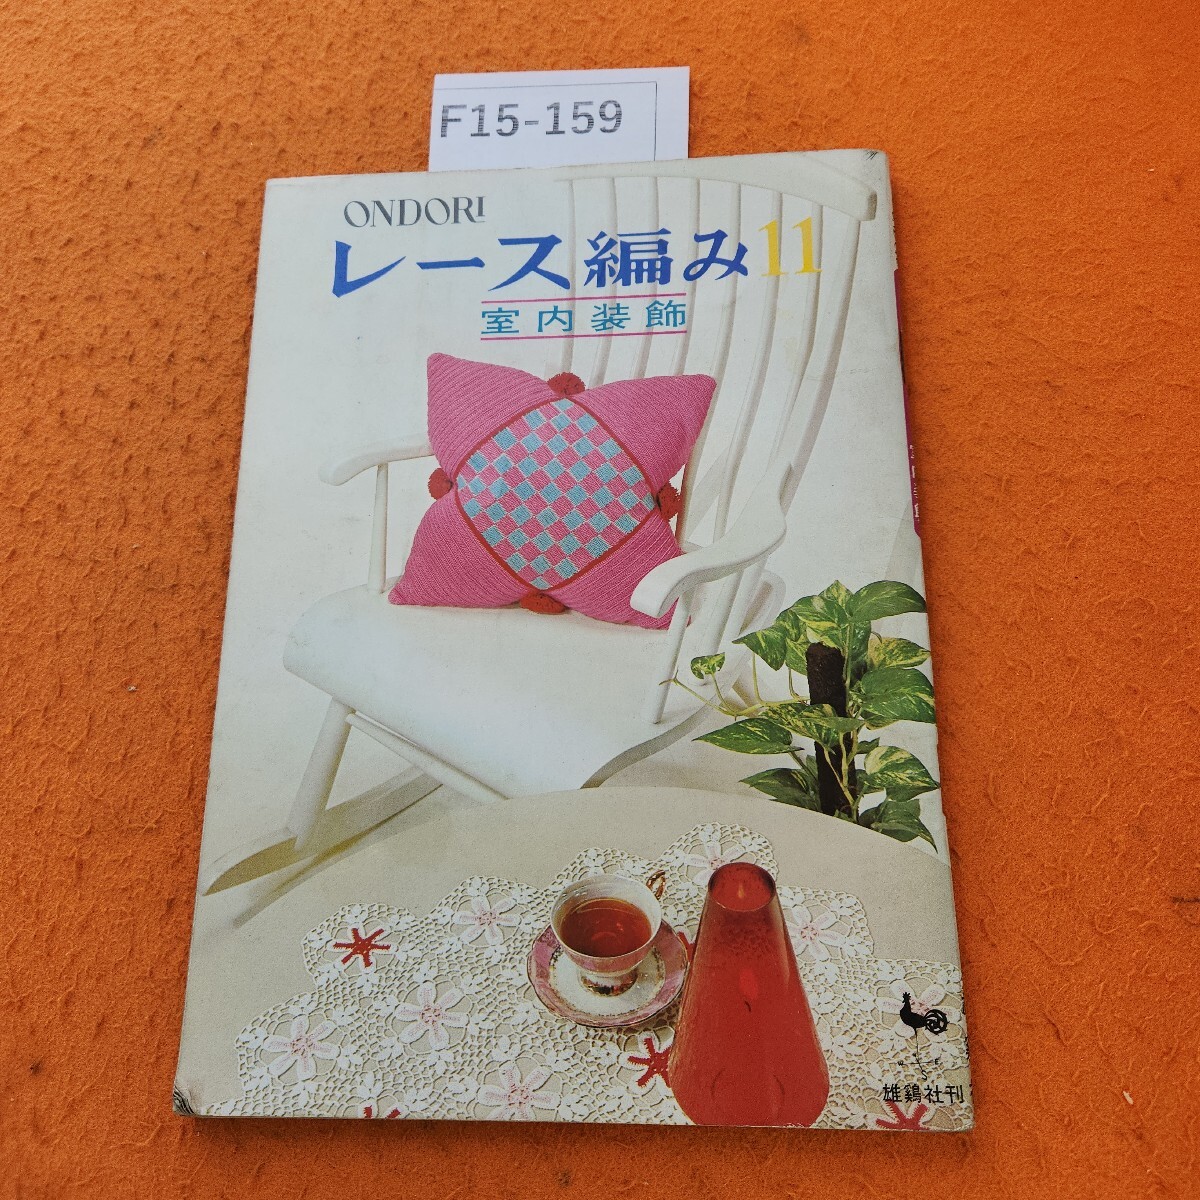 F15-159
ONDORI
レース編み11
室内装飾
雄鶏社刊